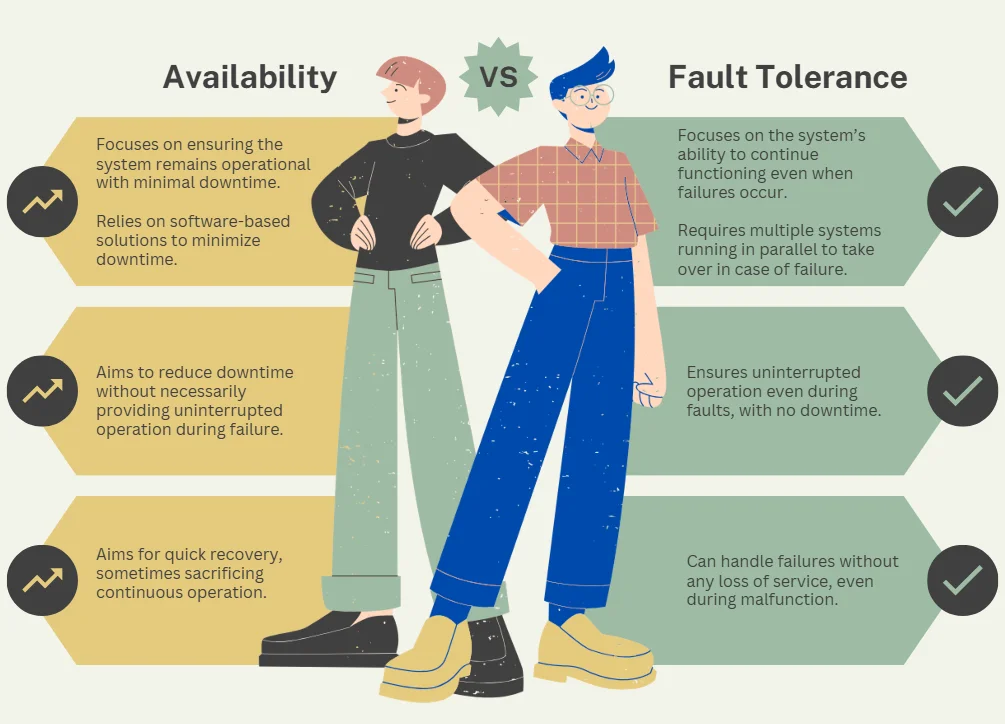 Availability
VS
Fault Tolerance
Focuses on ensuring the
system remains operational
with minimal downtime.
Relies on software-based
solutions to minimize
downtime.
Focuses on the system's
ability to continue
functioning even when
failures occur.
Requires multiple systems
running in parallel to take
over in case of failure.
Aims to reduce downtime
without necessarily
providing uninterrupted
operation during failure.
Ensures uninterrupted
operation even during
faults, with no downtime.
Aims for quick recovery,
sometimes sacrificing
continuous operation.
Can handle failures without
any loss of service, even
during malfunction.